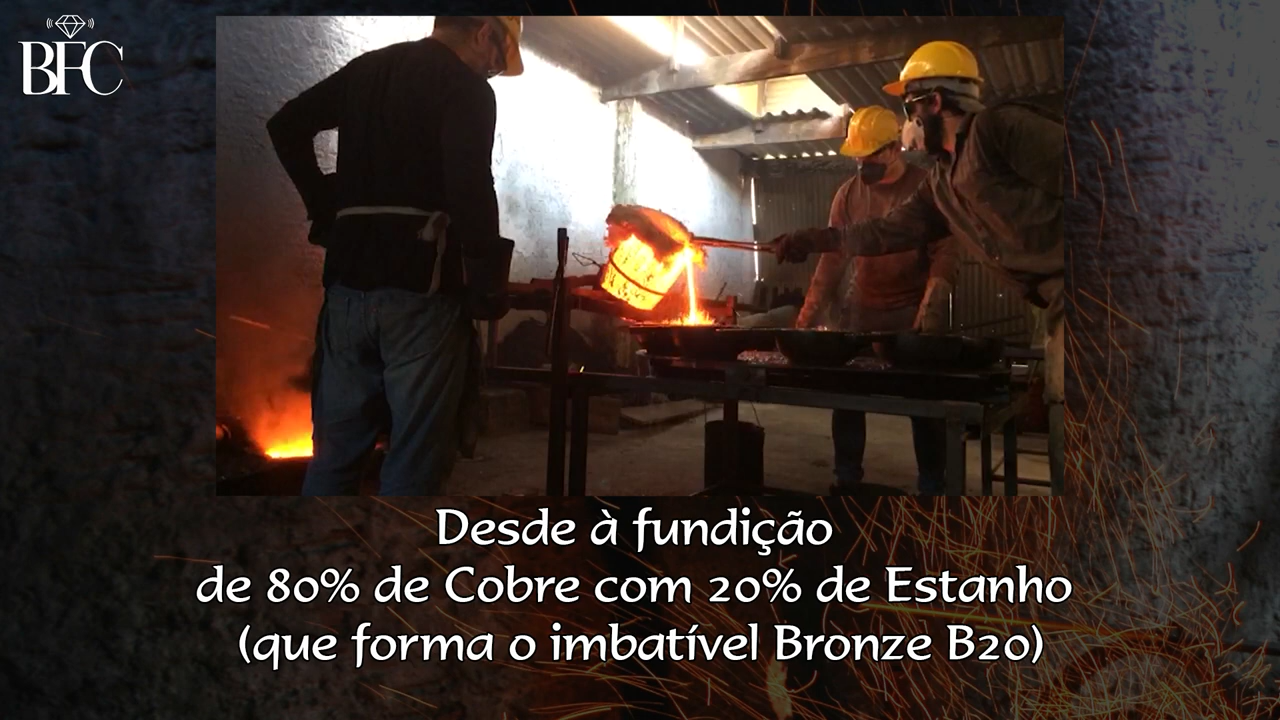 BFC
Desde à fundição
de 80% de Cobre com 20% de Estanho
(que forma o imbatível Bronze B20)